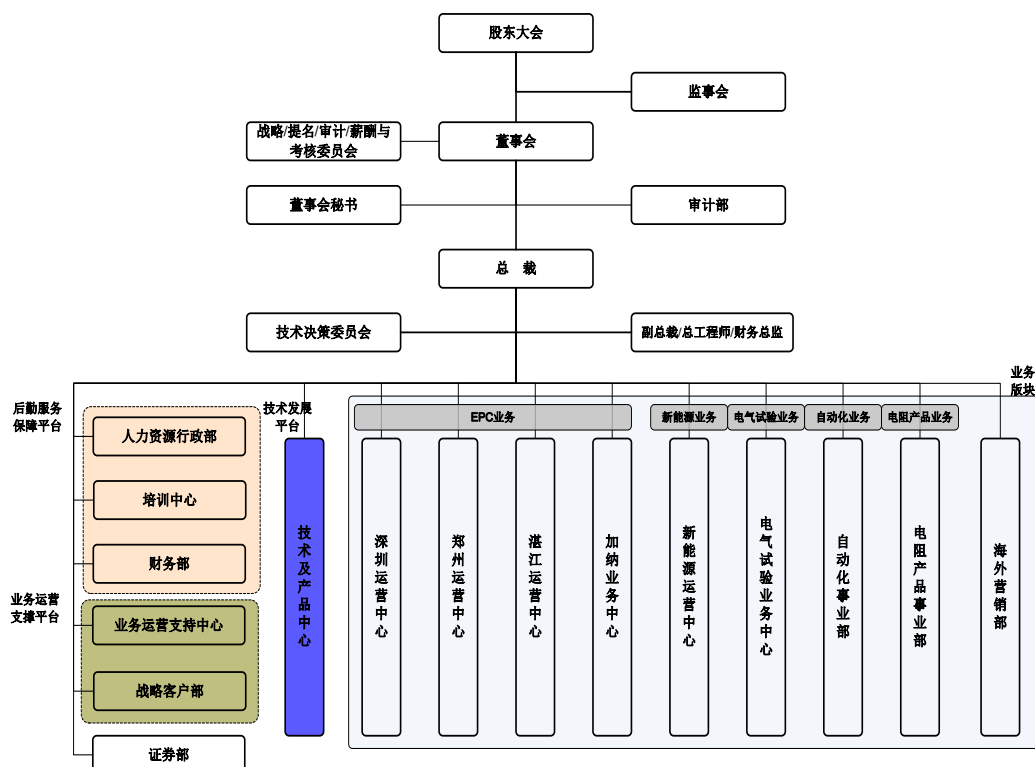 股东大会
监事会
战略/提名/审计/薪酬与
考核委员会
董事会
董事会秘书
审计部
总 裁
技术决策委员会
副总裁/总工程师/财务总监
业务
版块
后勤服务
保障平台
技术发展
平台
EPC业务
新能源业务
电气试验业务
自动化业务
电阻产品业务
人力资源行政部
培训中心
财务部
业务运营
支撑平台
业务运营支持中心
战略客户部
证券部
技术及产品中心
深圳运营中心
郑州运营中心
湛江运营中心
加纳业务中心
新能源运营中心
电气试验业务中心
自动化事业部
电阻产品事业部
海外营销部